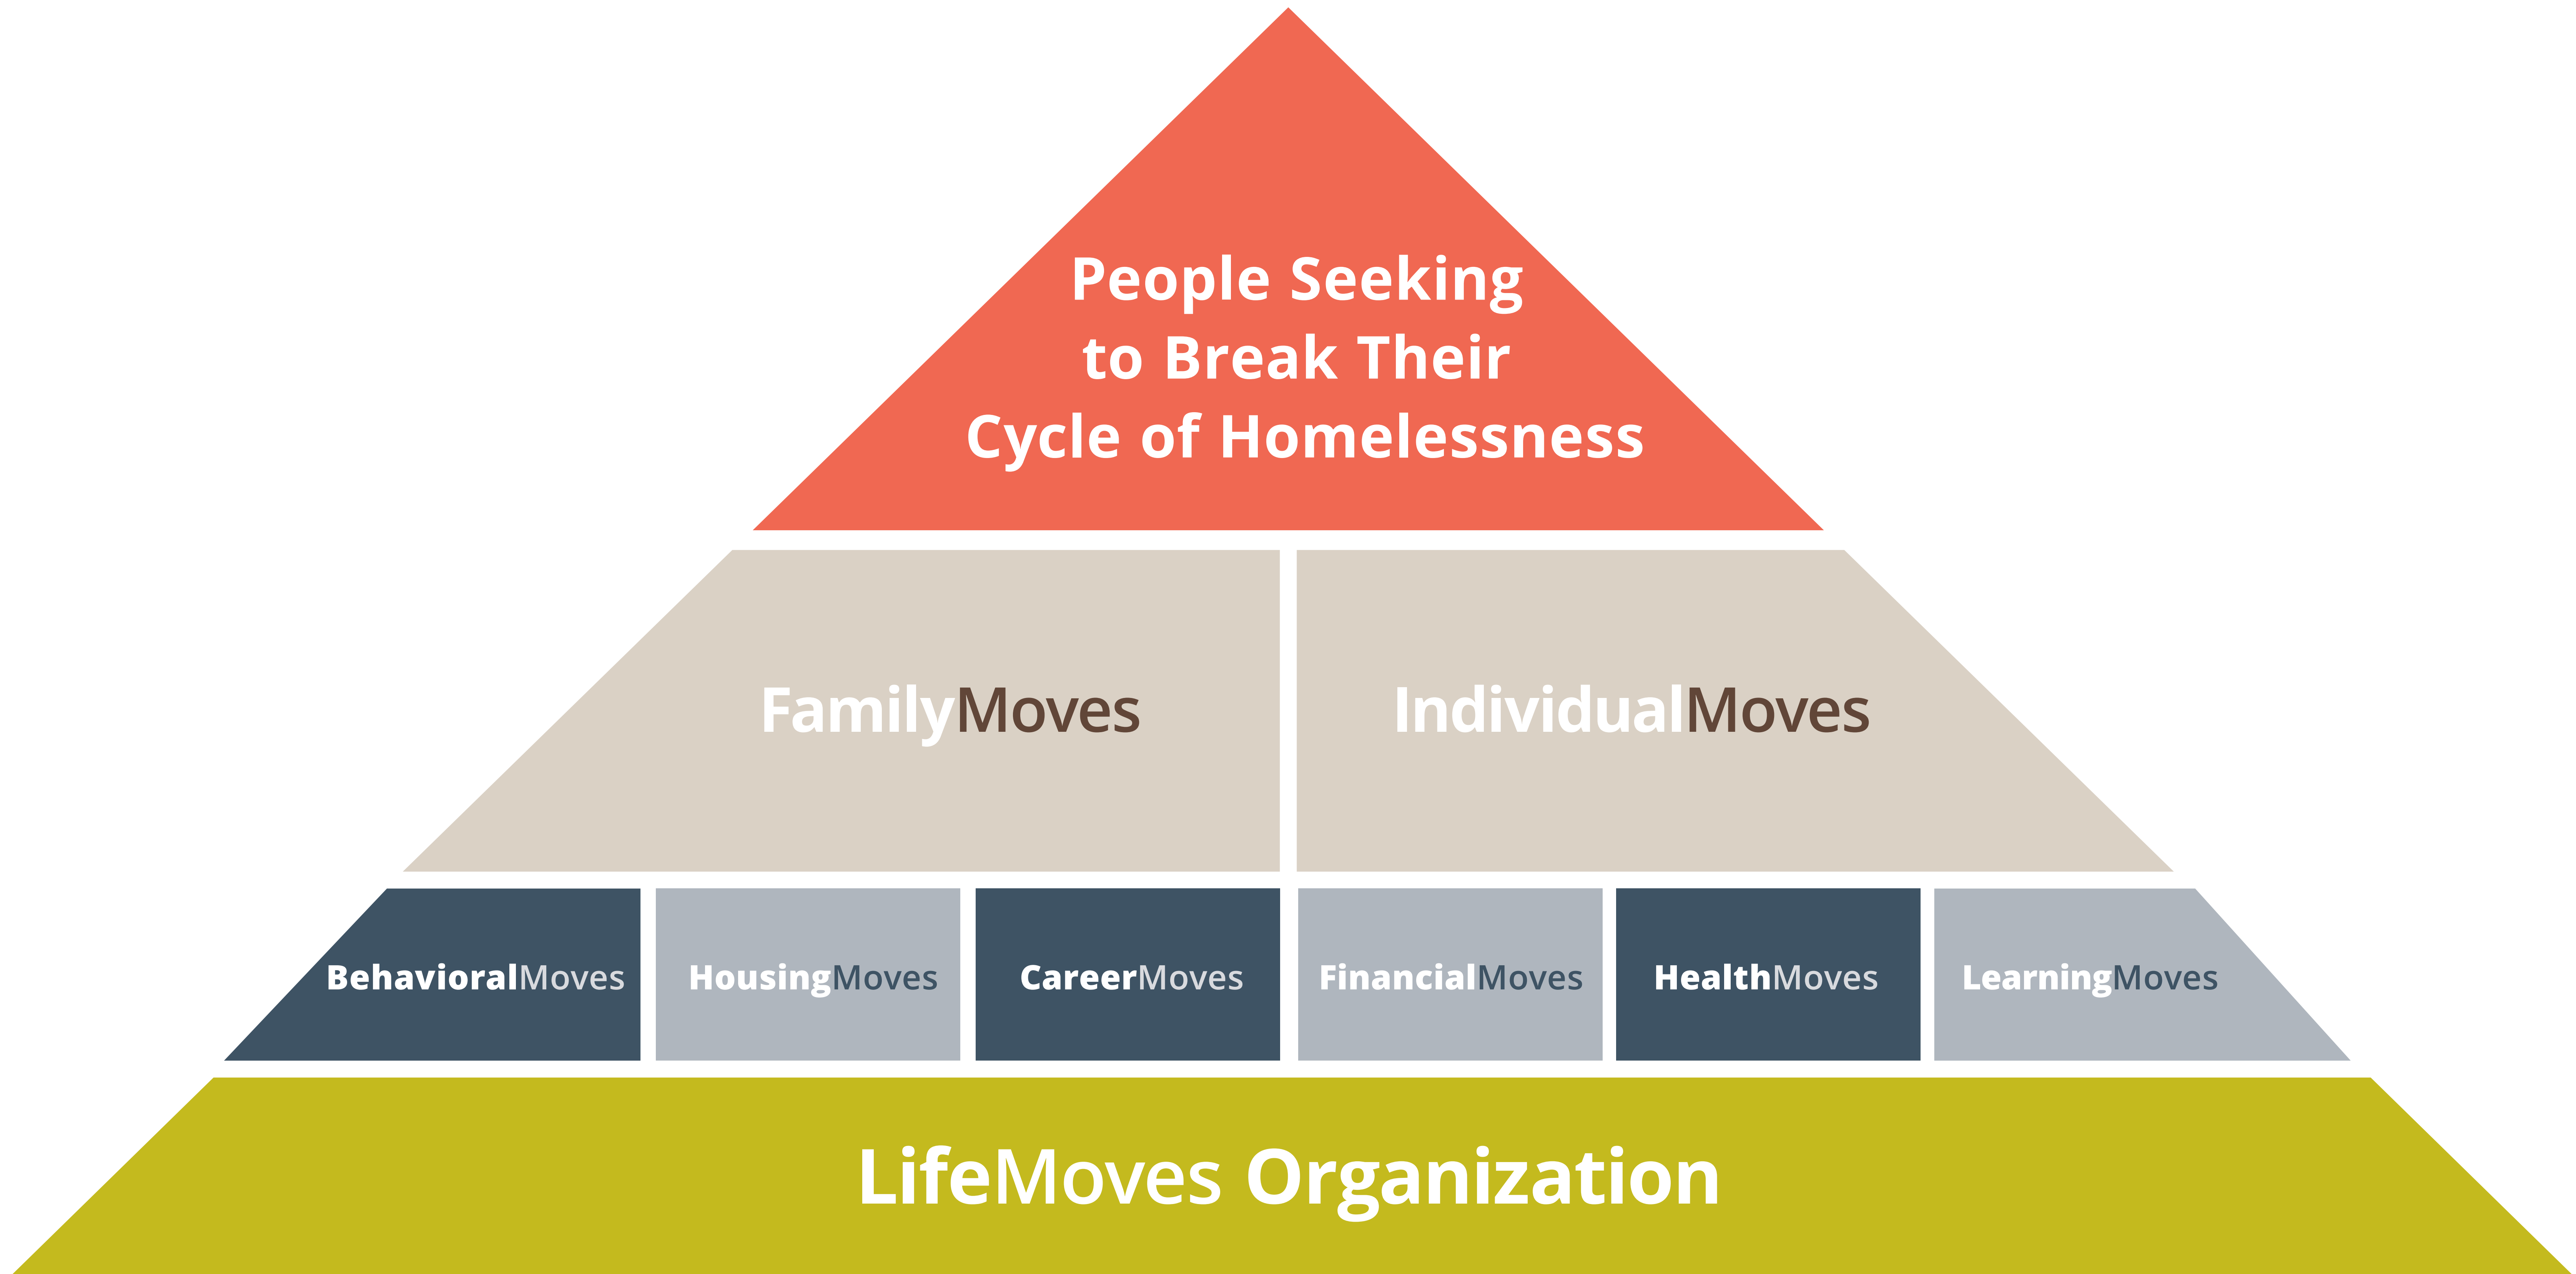 People Seeking
to Break Their
Cycle of Homelessness
FamilyMoves
IndividualMoves
BehavioralMoves
HousingMoves
CareerMoves
FinancialMoves
HealthMoves
LearningMoves
LifeMoves Organization